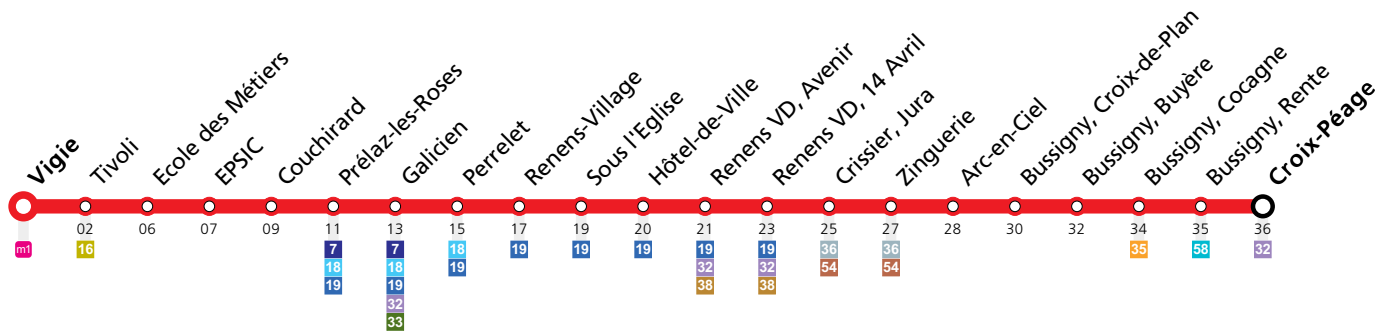 Vigie
Tivoli
Ecole des Métiers
EPSIC
Couchirard
Prélaz-les-Roses
Galicien
Perrelet
Renens-Village
Sous l'Eglise
Hôtel-de-Ville
Renens VD, Avenir
Renens VD, 14 Avril
Crissier, Jura
Zinguerie
Arc-en-Ciel
Bussigny, Croix-de-Plan
Bussigny, Buyère
Bussigny, Cocagne
Bussigny, Rente
Croix-Péage
02 06 07 09 11 13 15 17 19 20 21 23 25 27 28 30 32 34 35 36
m1 16 7 7 18 19 19 19 19 19 36 36 35 58 32
18 18 19 32 32 54 54
19 19 38 38
32
33